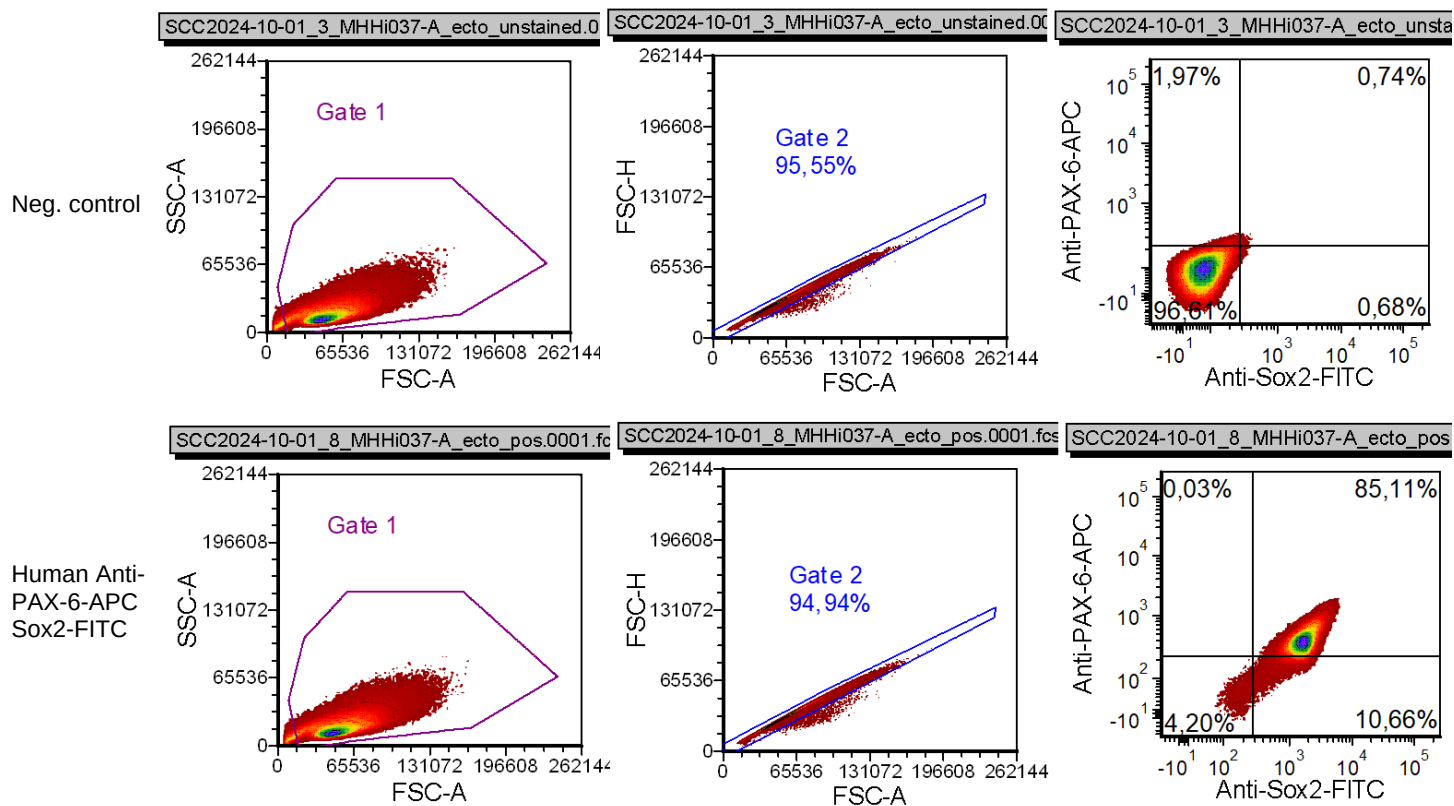 SCC2024-10-01_3_MHHi037-A_ecto_unstained.0
SCC2024-10-01_3_MHHi037-A_ecto_unstained.00
SCC2024-10-01_3_MHHi037-A_ecto_unsta
Neg. control
262144
196608
131072
65536
0
SSC-A
Gate 1
0 65536 131072 196608 262144
FSC-A
262144
196608
131072
65536
0
FSC-H
Gate 2
95,55%
0 65536 131072 196608 262144
FSC-A
10^5
10^4
10^3
-10^1
Anti-PAX-6-APC
1,97% 0,74%
96,61% 0,68%
-10^1 10^3 10^4 10^5
Anti-Sox2-FITC
SCC2024-10-01_8_MHHi037-A_ecto_pos.0001.fc
SCC2024-10-01_8_MHHi037-A_ecto_pos.0001.fcs
SCC2024-10-01_8_MHHi037-A_ecto_pos
Human Anti-
PAX-6-APC
Sox2-FITC
262144
196608
131072
65536
0
SSC-A
Gate 1
0 65536 131072 196608 262144
FSC-A
262144
196608
131072
65536
0
FSC-H
Gate 2
94,94%
0 65536 131072 196608 262144
FSC-A
10^5
10^4
10^3
10^2
-10^1
Anti-PAX-6-APC
0,03% 85,11%
4,20% 10,66%
-10^1 10^2 10^3 10^4 10^5
Anti-Sox2-FITC